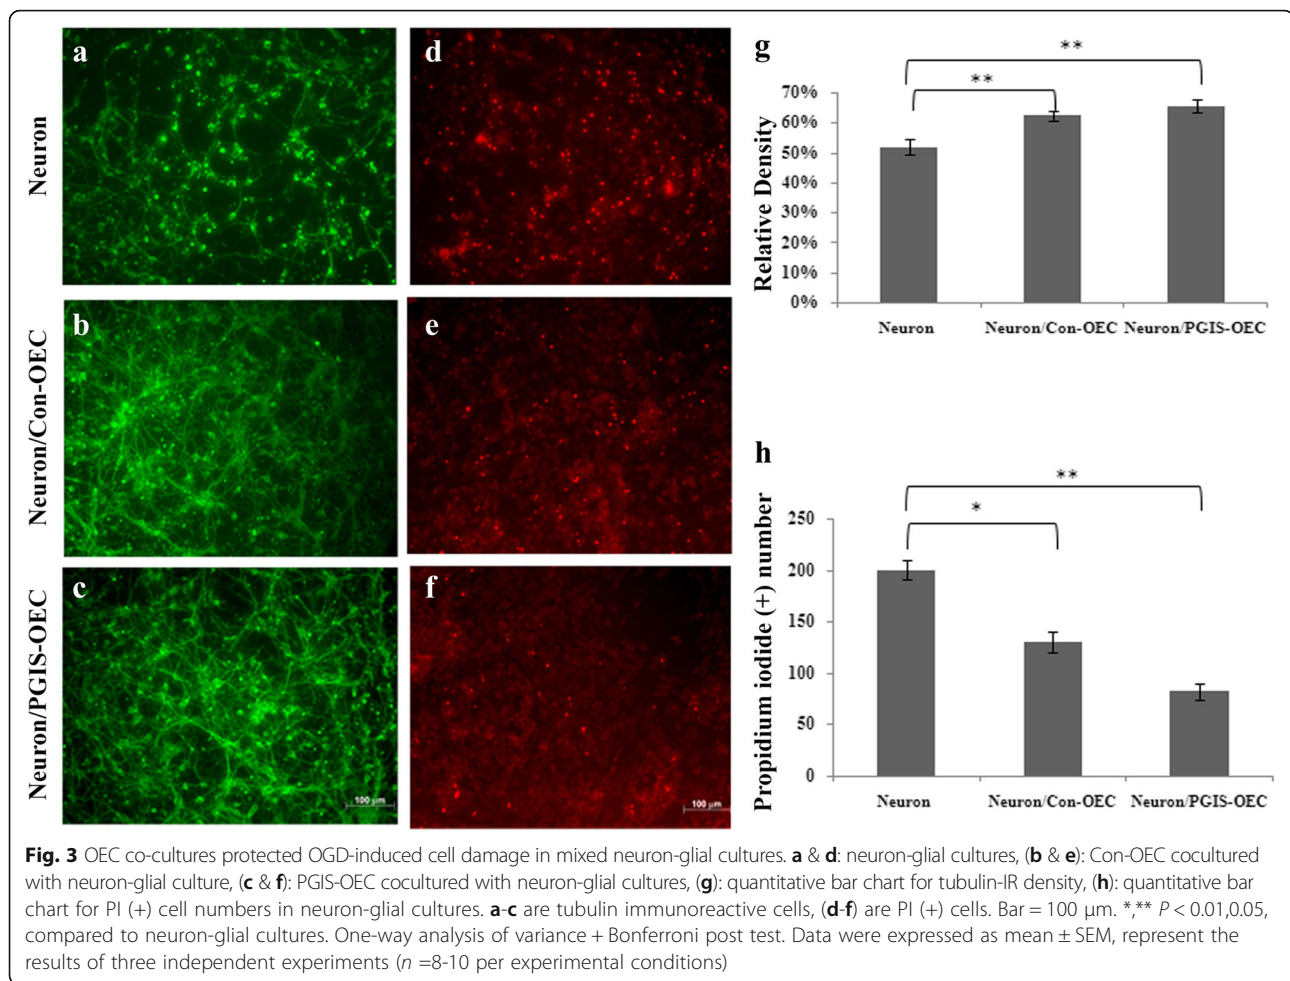 a
d
Neuron
b
e
Neuron/Con-OEC
c
f
Neuron/PGIS-OEC
100 µm
100 µm
g
**
**
Relative Density
70%
60%
50%
40%
30%
20%
10%
0%
Neuron
Neuron/Con-OEC
Neuron/PGIS-OEC
h
**
*
Propidium iodide (+) number
250
200
150
100
50
0
Neuron
Neuron/Con-OEC
Neuron/PGIS-OEC
Fig. 3 OEC co-cultures protected OGD-induced cell damage in mixed neuron-glial cultures. a & d: neuron-glial cultures, (b & e): Con-OEC cocultured
with neuron-glial culture, (c & f): PGIS-OEC cocultured with neuron-glial cultures, (g): quantitative bar chart for tubulin-IR density, (h): quantitative bar
chart for PI (+) cell numbers in neuron-glial cultures. a-c are tubulin immunoreactive cells, (d-f) are PI (+) cells. Bar = 100 μm. *,** P < 0.01,0.05,
compared to neuron-glial cultures. One-way analysis of variance + Bonferroni post test. Data were expressed as mean ± SEM, represent the
results of three independent experiments (n =8-10 per experimental conditions)